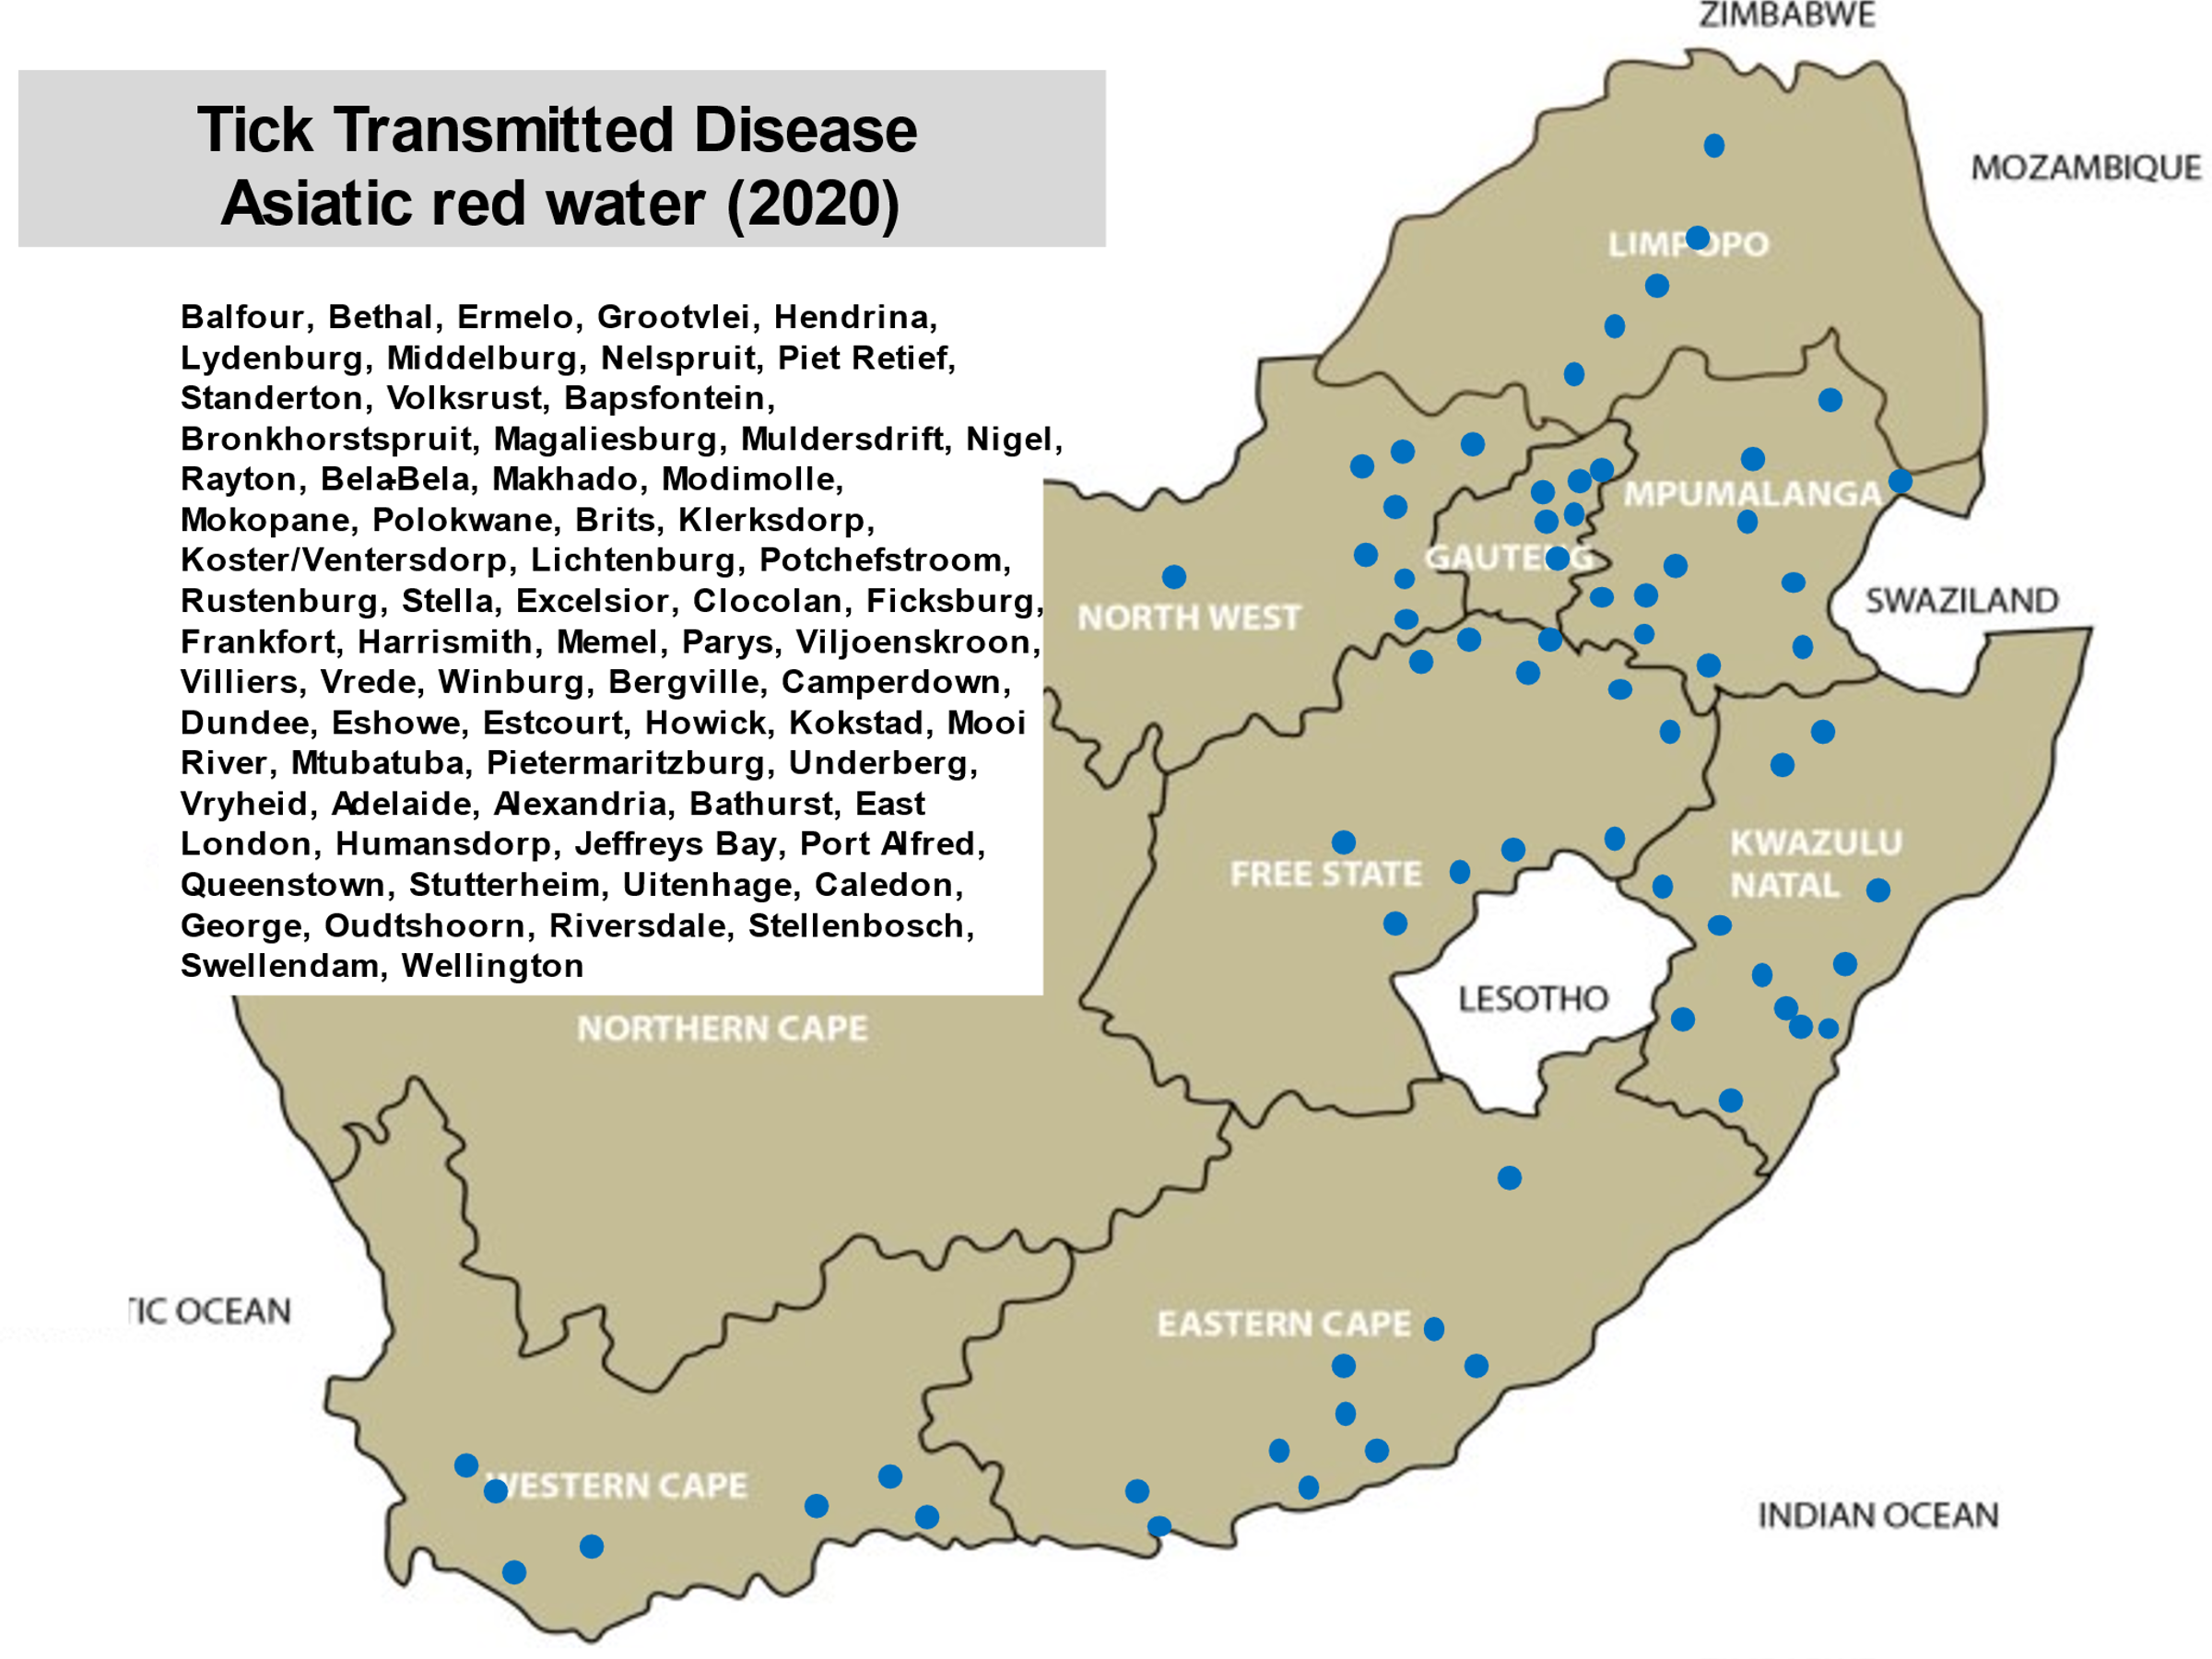 ZIMBABWE
Tick Transmitted Disease
Asiatic red water (2020)
MOZAMBIQUE
LIMPOPO
Balfour, Bethal, Ermelo, Grootvlei, Hendrina,
Lydenburg, Middelburg, Nelspruit, Piet Retief,
Standerton, Volksrust, Bapsfontein,
Bronkhorstspruit, Magaliesburg, Muldersdrift, Nigel,
Rayton, Bela-Bela, Makhado, Modimolle,
Mokopane, Polokwane, Brits, Klerksdorp,
Koster/Ventersdorp, Lichtenburg, Potchefstroom,
Rustenburg, Stella, Excelsior, Clocolan, Ficksburg,
Frankfort, Harrismith, Memel, Parys, Viljoenskroon,
Villiers, Vrede, Winburg, Bergville, Camperdown,
Dundee, Eshowe, Estcourt, Howick, Kokstad, Mooi
River, Mtubatuba, Pietermaritzburg, Underberg,
Vryheid, Adelaide, Alexandria, Bathurst, East
London, Humansdorp, Jeffreys Bay, Port Alfred,
Queenstown, Stutterheim, Uitenhage, Caledon,
George, Oudtshoorn, Riversdale, Stellenbosch,
Swellendam, Wellington
MPUMALANGA
GAUTENG
SWAZILAND
NORTH WEST
KWAZULU
NATAL
FREE STATE
LESOTHO
NORTHERN CAPE
TIC OCEAN
EASTERN CAPE
WESTERN CAPE
INDIAN OCEAN